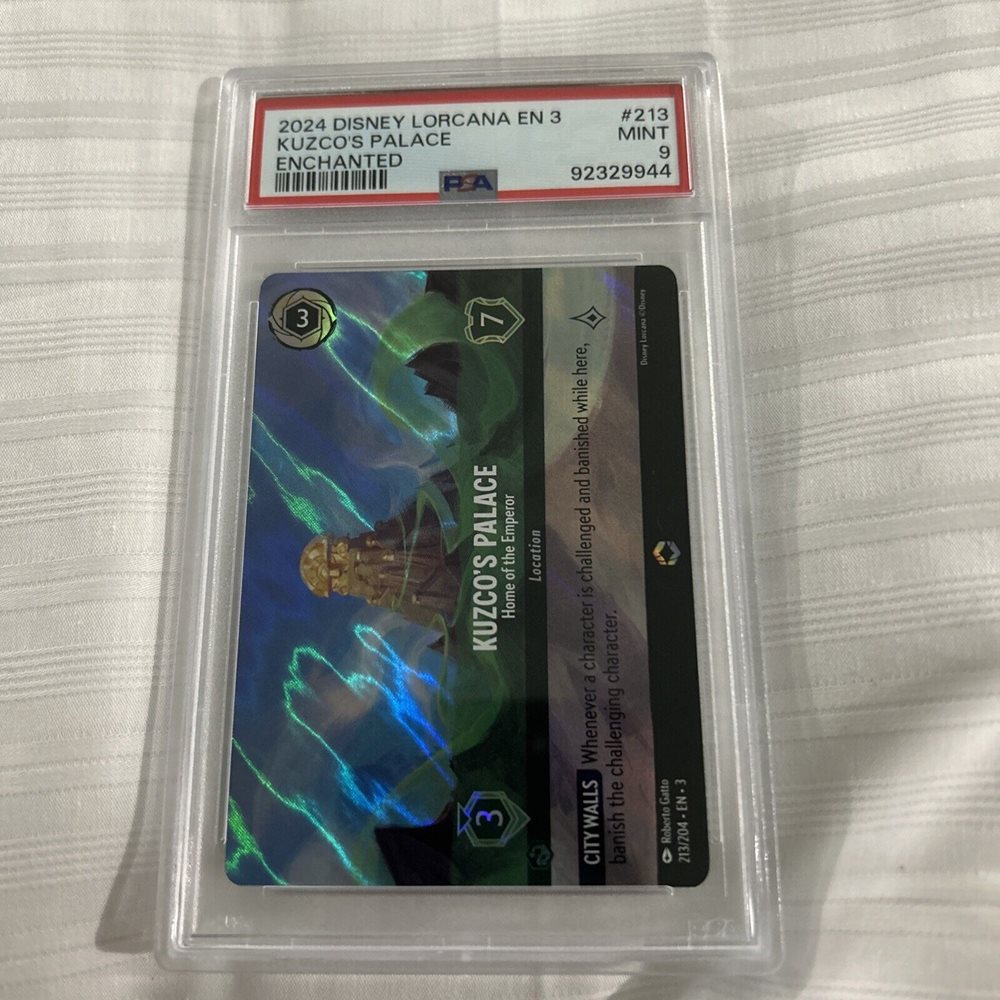 2024 DISNEY LORCANA EN 3 #213
KUZCO'S PALACE MINT
ENCHANTED 9
PSA 92329944
3
7
3
KUZCO'S PALACE
Home of the Emperor
Location
CITY WALLS Whenever a character is challenged and banished while here,
banish the challenging character.
Roberto Gatto
213/204 • EN • 3
Disney Lorcana ©Disney